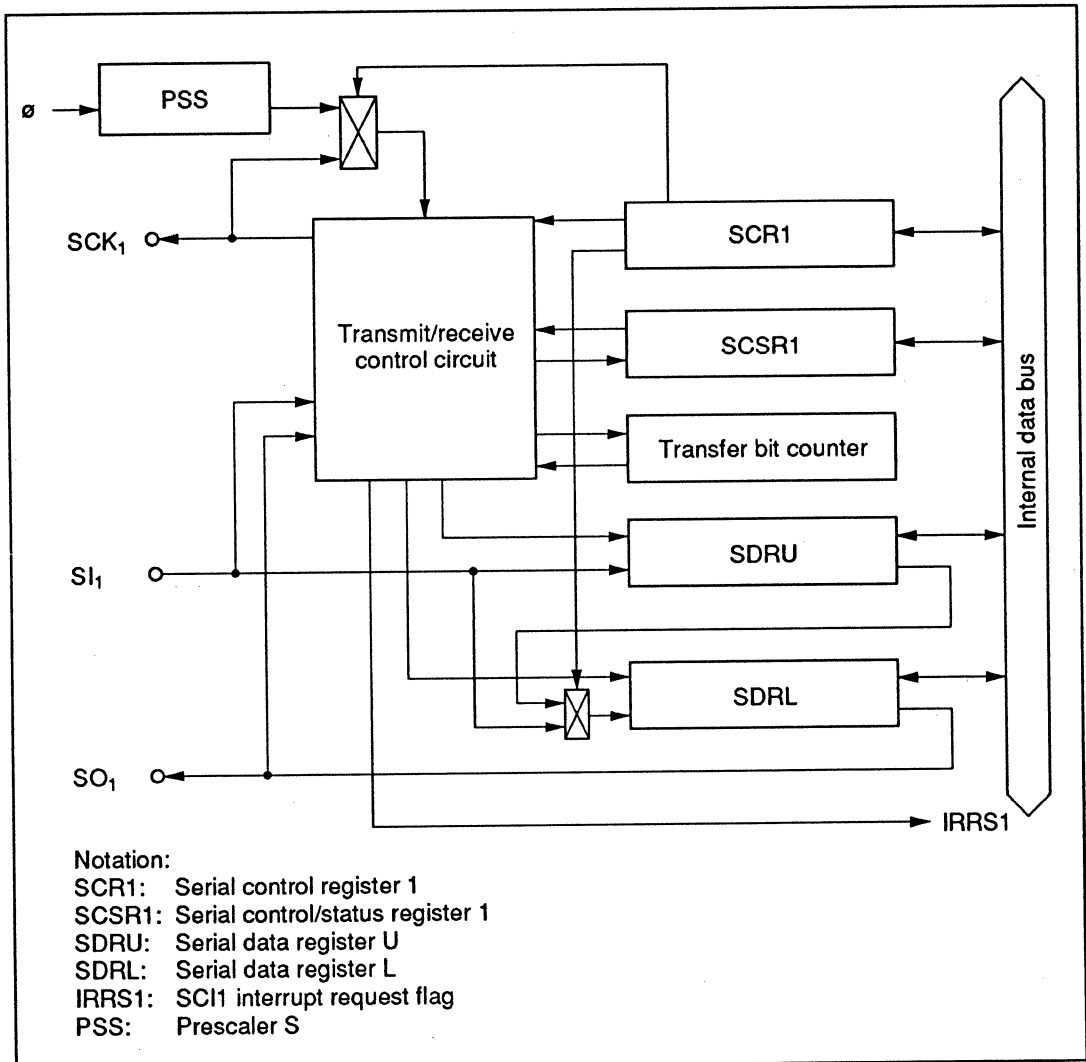 PSS
ø
SCK₁
SCR1
Transmit/receive
control circuit
SCSR1
Transfer bit counter
Internal data bus
SI₁
SDRU
SDRL
SO₁
IRRS1
Notation:
SCR1: Serial control register 1
SCSR1: Serial control/status register 1
SDRU: Serial data register U
SDRL: Serial data register L
IRRS1: SCI1 interrupt request flag
PSS: Prescaler S